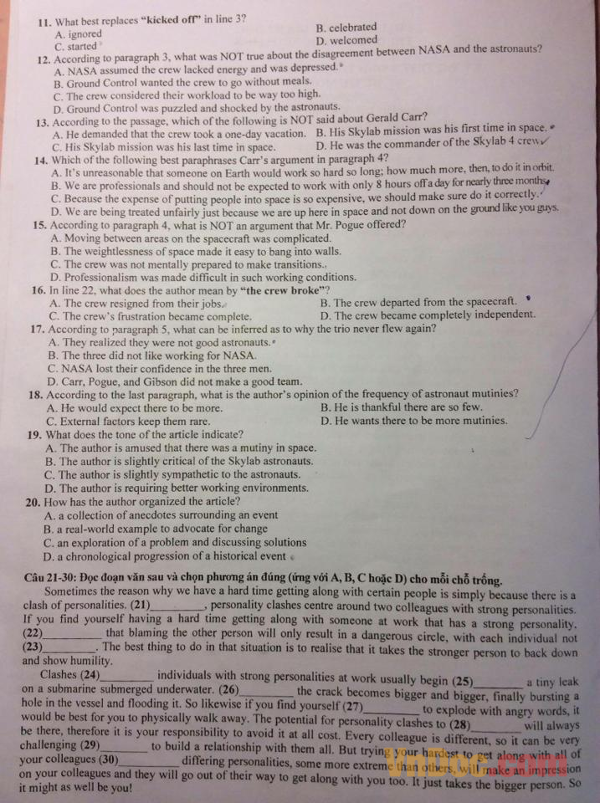 11. What best replaces “kicked off” in line 3?
A. ignored B. celebrated
C. started D. welcomed
12. According to paragraph 3, what was NOT true about the disagreement between NASA and the astronauts?
A. NASA assumed the crew lacked energy and was depressed.
B. Ground Control wanted the crew to go without meals.
C. The crew considered their workload to be way too high.
D. Ground Control was puzzled and shocked by the astronauts.
13. According to the passage, which of the following is NOT said about Gerald Carr?
A. He demanded that the crew took a one-day vacation. B. His Skylab mission was his first time in space.
C. His Skylab mission was his last time in space. D. He was the commander of the Skylab 4 crew
14. Which of the following best paraphrases Carr’s argument in paragraph 4?
A. It’s unreasonable that someone on Earth would work so hard so long; how much more, then, to do it in orbit.
B. We are professionals and should not be expected to work with only 8 hours off a day for nearly three months
C. Because the expense of putting people into space is so expensive, we should make sure do it correctly.
D. We are being treated unfairly just because we are up here in space and not down on the ground like you guys.
15. According to paragraph 4, what is NOT an argument that Mr. Pogue offered?
A. Moving between areas on the spacecraft was complicated.
B. The weightlessness of space made it easy to bang into walls.
C. The crew was not mentally prepared to make transitions.
D. Professionalism was made difficult in such working conditions.
16. In line 22, what does the author mean by “the crew broke”?
A. The crew resigned from their jobs. B. The crew departed from the spacecraft.
C. The crew’s frustration became complete. D. The crew became completely independent.
17. According to paragraph 5, what can be inferred as to why the trio never flew again?
A. They realized they were not good astronauts.
B. The three did not like working for NASA.
C. NASA lost their confidence in the three men.
D. Carr, Pogue, and Gibson did not make a good team.
18. According to the last paragraph, what is the author’s opinion of the frequency of astronaut mutinies?
A. He would expect there to be more. B. He is thankful there are so few.
C. External factors keep them rare. D. He wants there to be more mutinies.
19. What does the tone of the article indicate?
A. The author is amused that there was a mutiny in space.
B. The author is slightly critical of the Skylab astronauts.
C. The author is slightly sympathetic to the astronauts.
D. The author is requiring better working environments.
20. How has the author organized the article?
A. a collection of anecdotes surrounding an event
B. a real-world example to advocate for change
C. an exploration of a problem and discussing solutions
D. a chronological progression of a historical event
Câu 21-30: Đọc đoạn văn sau và chọn phương án đúng (ứng với A, B, C hoặc D) cho mỗi chỗ trống.
Sometimes the reason why we have a hard time getting along with certain people is simply because there is a
clash of personalities. (21)_________, personality clashes centre around two colleagues with strong personalities.
If you find yourself having a hard time getting along with someone at work that has a strong personality,
(22)_________ that blaming the other person will only result in a dangerous circle, with each individual not
(23)_________. The best thing to do in that situation is to realise that it takes the stronger person to back down
and show humility.
Clashes (24)_________ individuals with strong personalities at work usually begin (25)_________ a tiny leak
on a submarine submerged underwater. (26)_________ the crack becomes bigger and bigger, finally bursting a
hole in the vessel and flooding it. So likewise if you find yourself (27)_________ to explode with angry words, it
would be best for you to physically walk away. The potential for personality clashes to (28)_________ will always
be there, therefore it is your responsibility to avoid it at all cost. Every colleague is different, so it can be very
challenging (29)_________ to build a relationship with them all. But trying your hardest to get along with all of
your colleagues (30)_________ differing personalities, some more extreme than others, will make an impression
on your colleagues and they will go out of their way to get along with you too. It just takes the bigger person. So
it might as well be you!